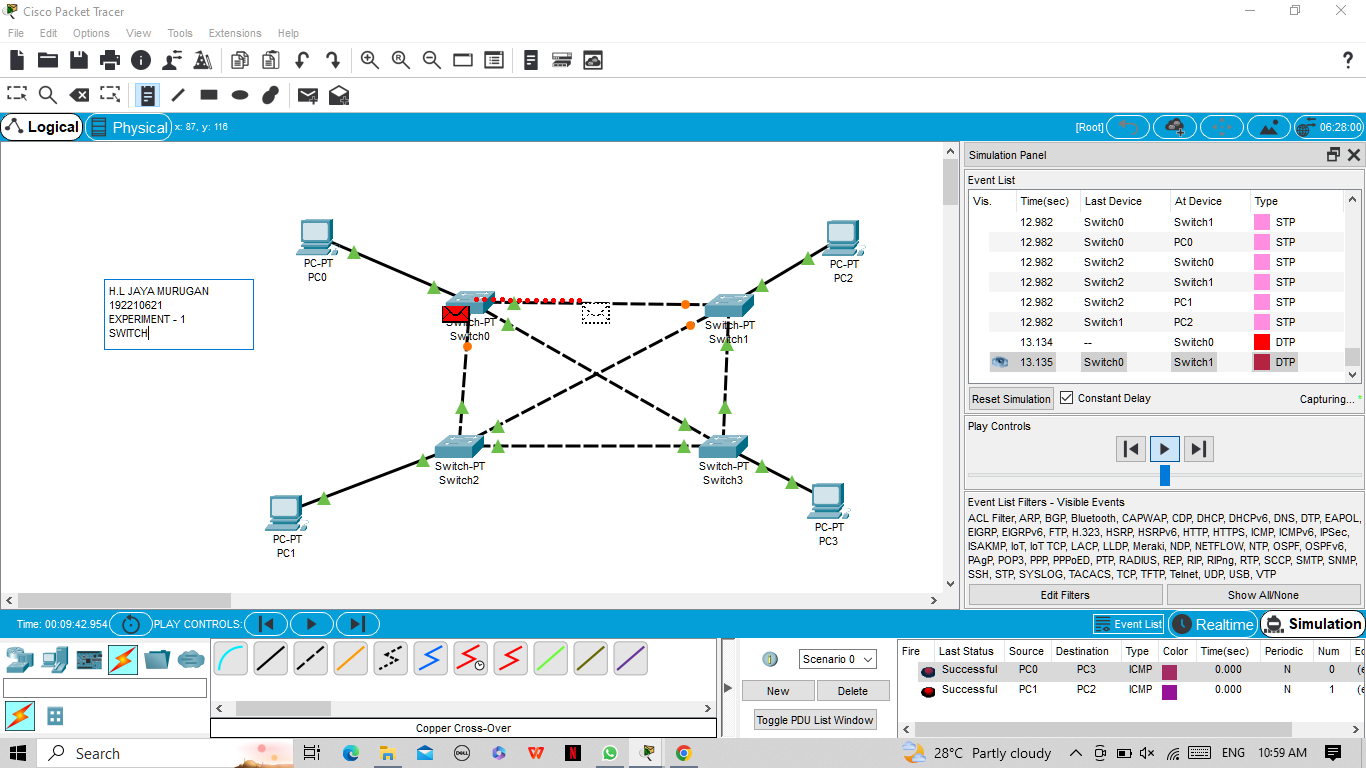 Cisco Packet Tracer
File Edit Options View Tools Extensions Help
?
Logical Physical x: 87, y: 116 [Root] 06:28:00
PC-PT
PC0
PC-PT
PC2
H.L JAYA MURUGAN
192210621
EXPERIMENT - 1
SWITCH
Switch-PT
Switch0
Switch-PT
Switch1
Switch-PT
Switch2
Switch-PT
Switch3
PC-PT
PC1
PC-PT
PC3
Simulation Panel
Event List
Vis. Time(sec) Last Device At Device Type
12.982 Switch0 Switch1 STP
12.982 Switch0 PC0 STP
12.982 Switch2 Switch0 STP
12.982 Switch2 Switch1 STP
12.982 Switch2 PC1 STP
12.982 Switch1 PC2 STP
13.134 -- Switch0 DTP
13.135 Switch0 Switch1 DTP
Reset Simulation Constant Delay Capturing... *
Play Controls
Event List Filters - Visible Events
ACL Filter, ARP, BGP, Bluetooth, CAPWAP, CDP, DHCP, DHCPv6, DNS, DTP, EAPOL,
EIGRP, EIGRPv6, FTP, H.323, HSRP, HSRPv6, HTTP, HTTPS, ICMP, ICMPv6, IPSec,
ISAKMP, IoT, IoT TCP, LACP, LLDP, Meraki, NDP, NETFLOW, NTP, OSPF, OSPFv6,
PAgP, POP3, PPP, PPPoED, PTP, RADIUS, REP, RIP, RIPng, RTP, SCCP, SMTP, SNMP,
SSH, STP, SYSLOG, TACACS, TCP, TFTP, Telnet, UDP, USB, VTP
Edit Filters Show All/None
Time: 00:09:42.954 PLAY CONTROLS: Event List Realtime Simulation
Copper Cross-Over
Scenario 0
New Delete
Toggle PDU List Window
Fire Last Status Source Destination Type Color Time(sec) Periodic Num Ec
Successful PC0 PC3 ICMP 0.000 N 0 (e
Successful PC1 PC2 ICMP 0.000 N 1 (e
Search DELL W N 28°C Partly cloudy ENG 10:59 AM